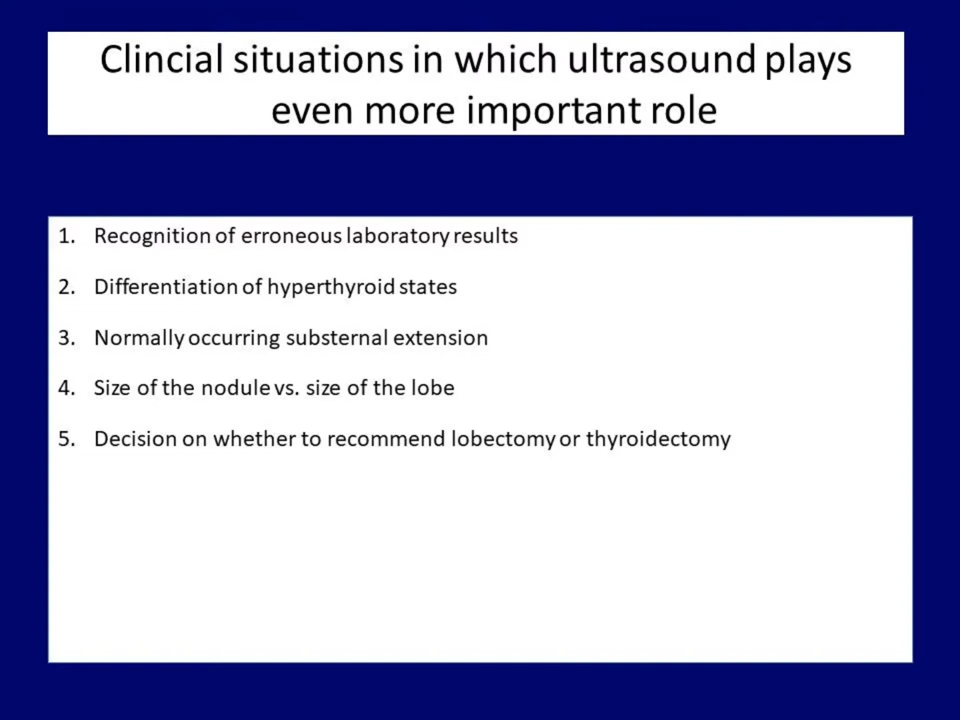 Clincial situations in which ultrasound plays
even more important role
1. Recognition of erroneous laboratory results
2. Differentiation of hyperthyroid states
3. Normally occurring substernal extension
4. Size of the nodule vs. size of the lobe
5. Decision on whether to recommend lobectomy or thyroidectomy